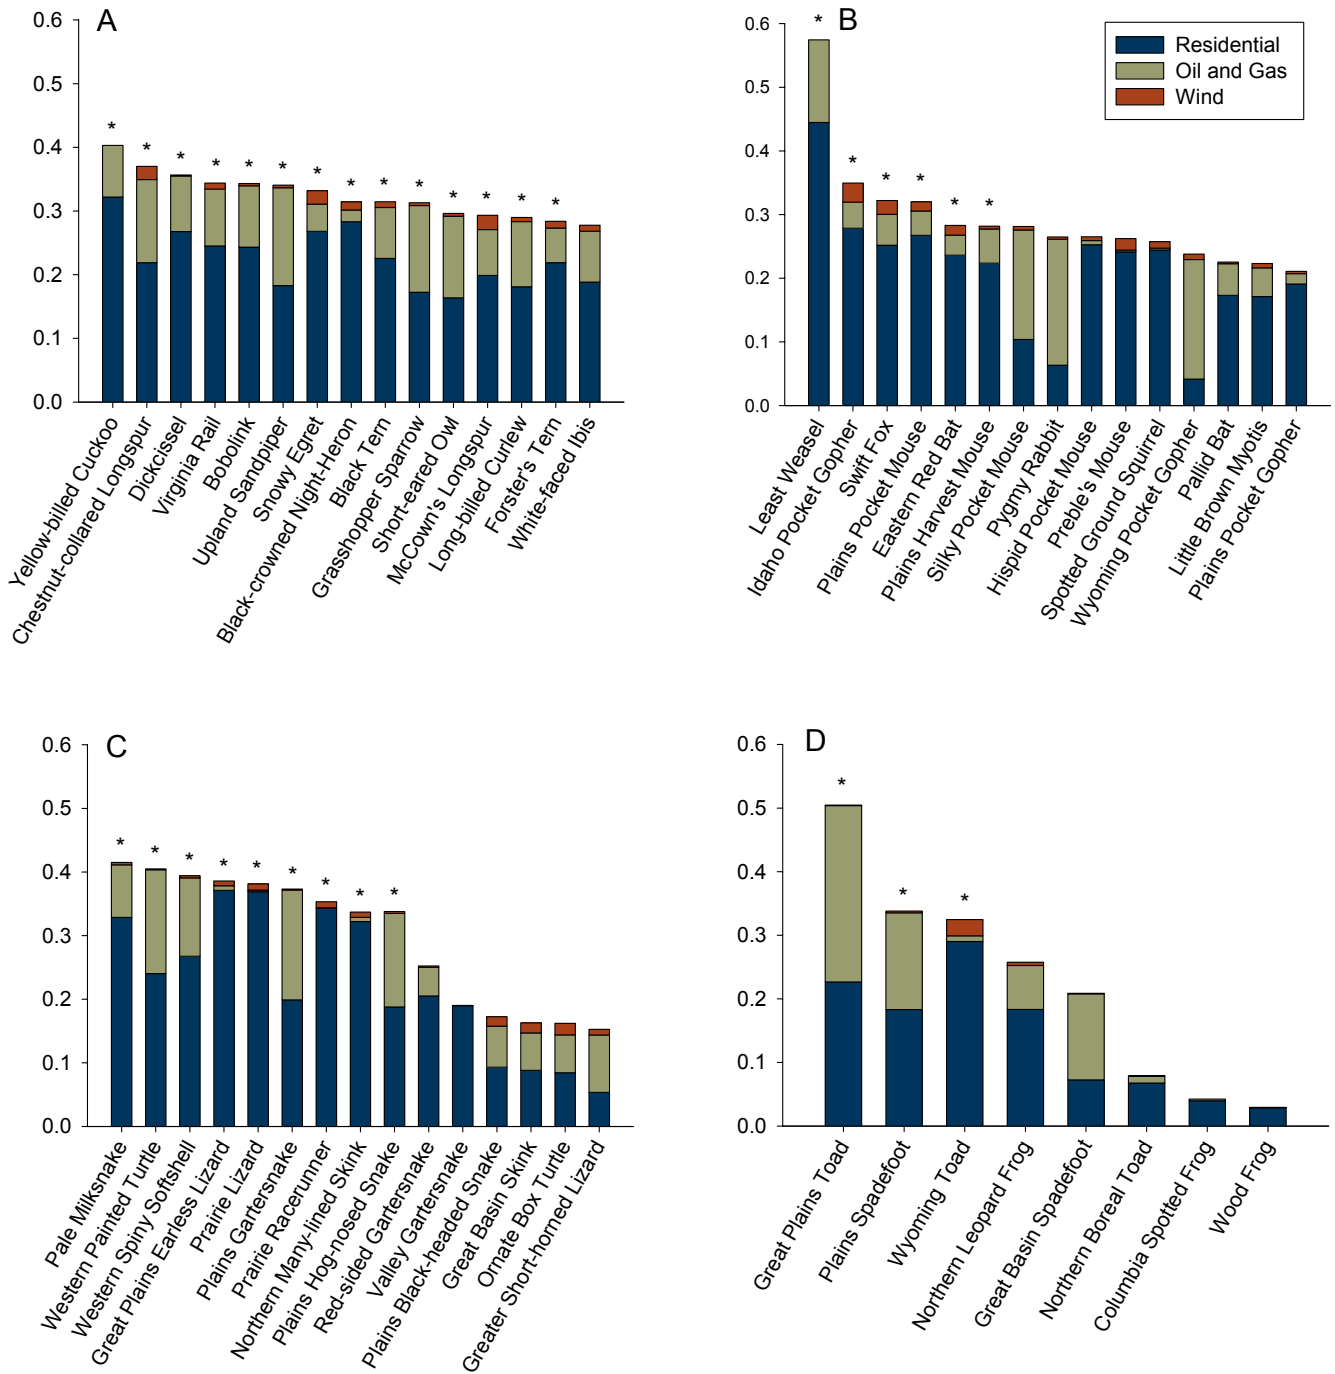 A
0.6
0.5
0.4
0.3
0.2
0.1
0.0
* * * * * * * * * * * * * *
Yellow-billed Cuckoo
Chestnut-collared Longspur
Dickcissel
Virginia Rail
Bobolink
Upland Sandpiper
Snowy Egret
Black-crowned Night-Heron
Black Tern
Grasshopper Sparrow
Short-eared Owl
McCown's Longspur
Long-billed Curlew
Forster's Tern
White-faced Ibis
B
Residential
Oil and Gas
Wind
0.6
0.5
0.4
0.3
0.2
0.1
0.0
* * * * * *
Least Weasel
Idaho Pocket Gopher
Swift Fox
Plains Pocket Mouse
Eastern Red Bat
Plains Harvest Mouse
Silky Pocket Mouse
Pygmy Rabbit
HIspid Pocket Mouse
Preble's Mouse
Spotted Ground Squirrel
Wyoming Pocket Gopher
Pallid Bat
Little Brown Myotis
Plains Pocket Gopher
C
0.6
0.5
0.4
0.3
0.2
0.1
0.0
* * * * * * * * *
Pale Milksnake
Western Painted Turtle
Western Spiny Softshell
Great Plains Earless Lizard
Prairie Lizard
Plains Gartersnake
Prairie Racerunner
Northern Many-lined Skink
Plains Hog-nosed Snake
Red-sided Gartersnake
Valley Gartersnake
Plains Black-headed Snake
Great Basin Skink
Ornate Box Turtle
Greater Short-horned Lizard
D
0.6
0.5
0.4
0.3
0.2
0.1
0.0
* * *
Great Plains Toad
Plains Spadefoot
Wyoming Toad
Northern Leopard Frog
Great Basin Spadefoot
Northern Boreal Toad
Columbia Spotted Frog
Wood Frog